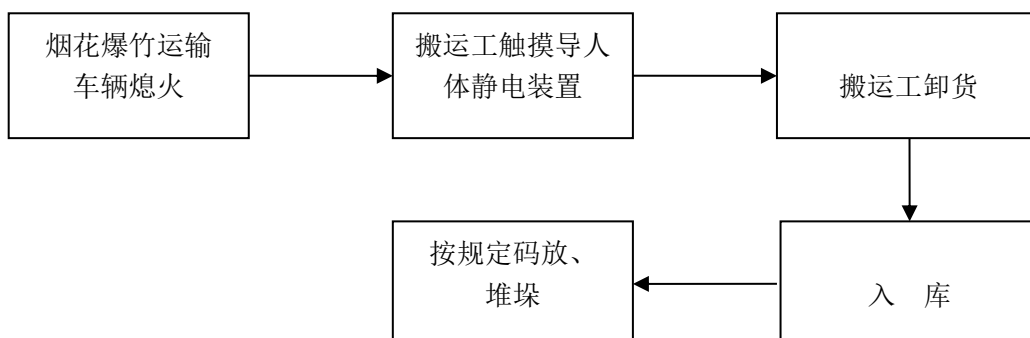 烟花爆竹运输
车辆熄火
搬运工触摸导人
体静电装置
搬运工卸货
入 库
按规定码放、
堆垛